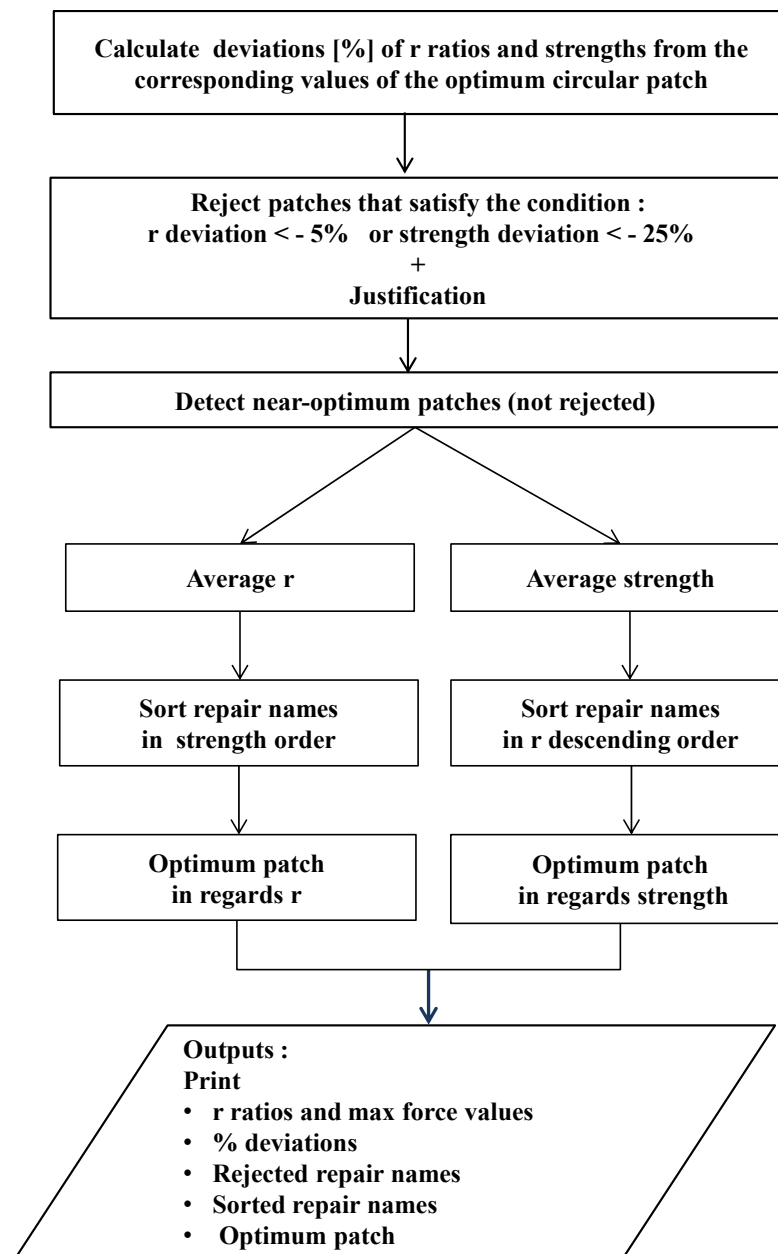 Calculate deviations [%] of r ratios and strengths from the
corresponding values of the optimum circular patch
Reject patches that satisfy the condition :
r deviation < - 5% or strength deviation < - 25%
+
Justification
Detect near-optimum patches (not rejected)
Average r
Average strength
Sort repair names
in strength order
Sort repair names
in r descending order
Optimum patch
in regards r
Optimum patch
in regards strength
Outputs :
Print
• r ratios and max force values
• % deviations
• Rejected repair names
• Sorted repair names
• Optimum patch